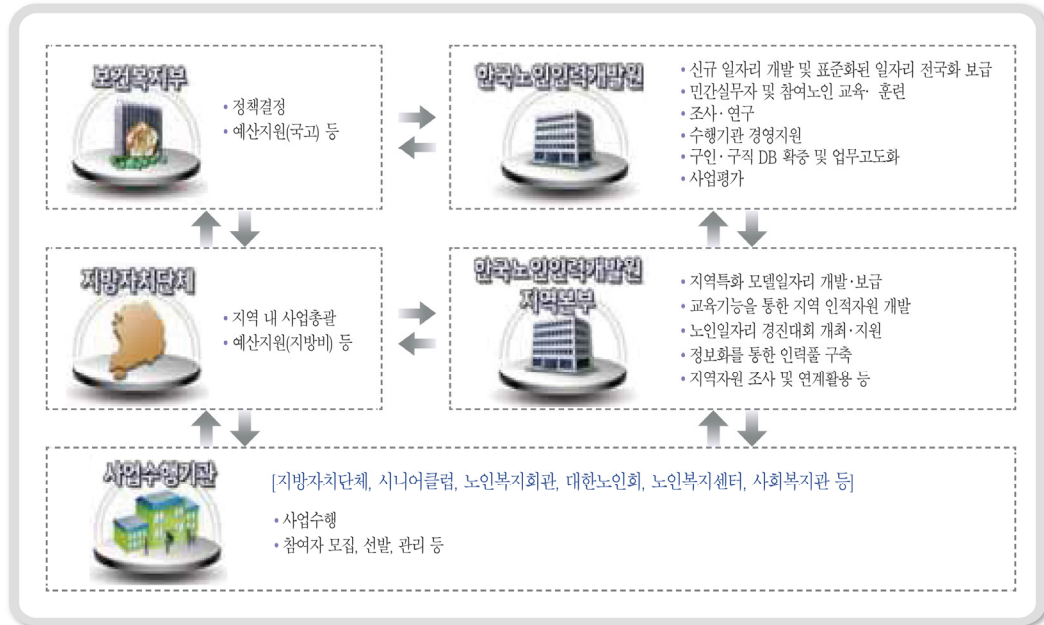 보건복지부
• 정책결정
• 예산지원(국고) 등
한국노인인력개발원
• 신규 일자리 개발 및 표준화된 일자리 전국화 보급
• 민간실무자 및 참여노인 교육· 훈련
• 조사· 연구
• 수행기관 경영지원
• 구인· 구직 DB 확충 및 업무고도화
• 사업평가
지방자치단체
• 지역 내 사업총괄
• 예산지원(지방비) 등
한국노인인력개발원
지역본부
• 지역특화 모델일자리 개발·보급
• 교육기능을 통한 지역 인적자원 개발
• 노인일자리 경진대회 개최·지원
• 정보화를 통한 인력풀 구축
• 지역자원 조사 및 연계활용 등
사업수행기관
[지방자치단체, 시니어클럽, 노인복지회관, 대한노인회, 노인복지센터, 사회복지관 등]
• 사업수행
• 참여자 모집, 선발, 관리 등